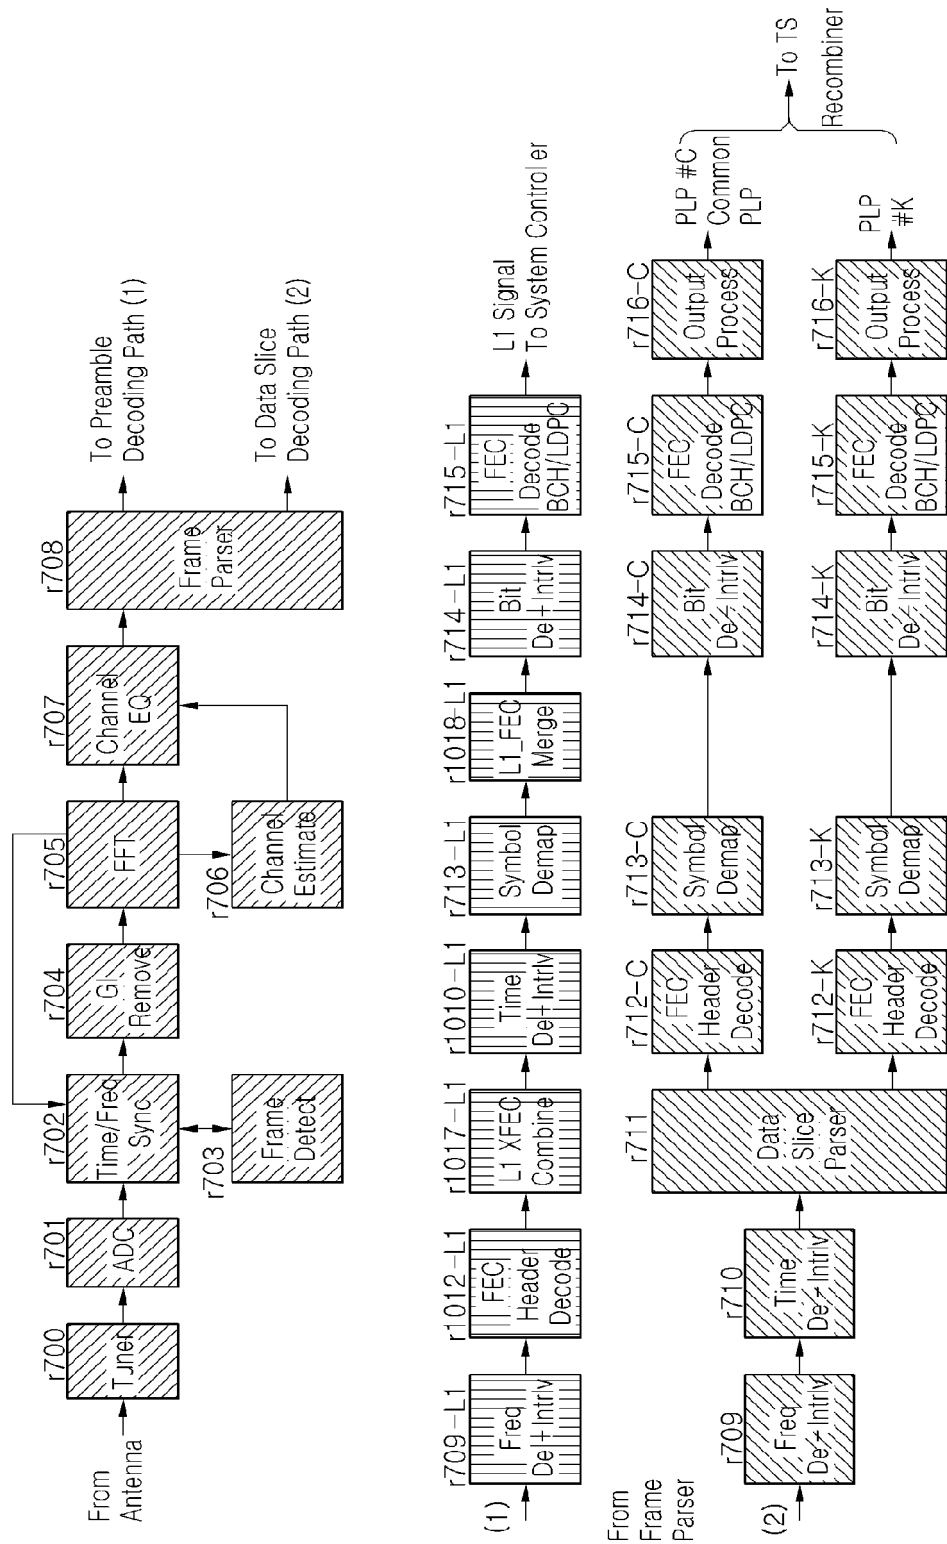 From
Antenna
r700
Tuner
r701
ADC
r702
Time/Freq
Sync
r703
Frame
Detect
r704
GI
Remove
r705
FFT
r706
Channel
Estimate
r707
Channel
EQ
r708
Frame
Parser
To Preamble
Decoding Path (1)
To Data Slice
Decoding Path (2)
(1)
r709-L1
Freq
De-Intrlv
r1012-L1
FEC
Header
Decode
r1017-L1
L1 XFEC
Combine
r1010-L1
Time
De-Intrlv
r713-L1
Symbol
Demap
r1018-L1
L1_FEC
Merge
r714-L1
Bit
De-Intrlv
r715-L1
FEC
Decode
BCH/LDPC
L1 Signal
To System Controller
From
Frame
Parser
(2)
r709
Freq
De-Intrlv
r710
Time
De-Intrlv
r711
Data
Slice
Parser
r712-C
FEC
Header
Decode
r713-C
Symbol
Demap
r714-C
Bit
De-Intrlv
r715-C
FEC
Decode
BCH/LDPC
r716-C
Output
Process
PLP #C
Common
PLP
r712-K
FEC
Header
Decode
r713-K
Symbol
Demap
r714-K
Bit
De-Intrlv
r715-K
FEC
Decode
BCH/LDPC
r716-K
Output
Process
PLP
#K
To TS
Recombiner